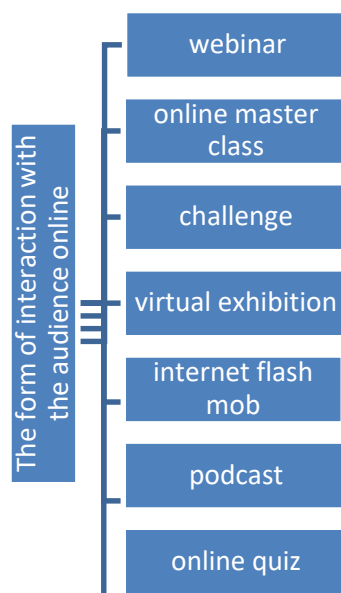 The form of interaction with
the audience online
webinar
online master
class
challenge
virtual exhibition
internet flash
mob
podcast
online quiz